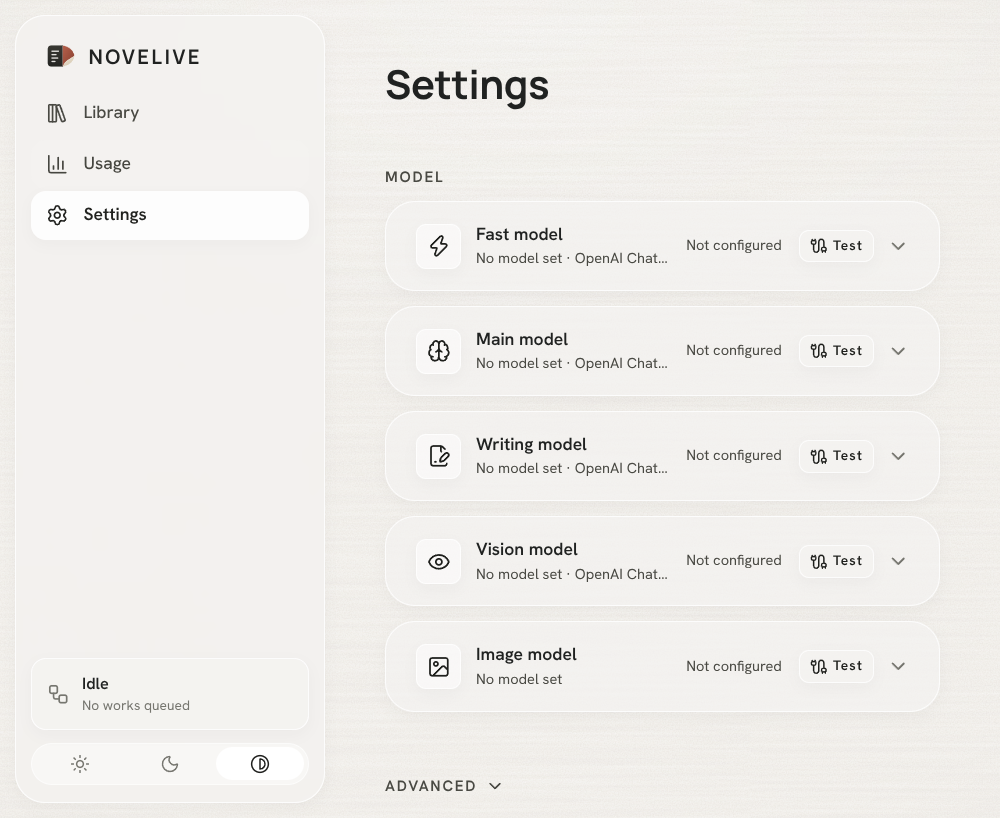 NOVELIVE
Library
Usage
Settings
Idle
No works queued
Settings
MODEL
Fast model
No model set · OpenAI Chat...
Not configured
Test
Main model
No model set · OpenAI Chat...
Not configured
Test
Writing model
No model set · OpenAI Chat...
Not configured
Test
Vision model
No model set · OpenAI Chat...
Not configured
Test
Image model
No model set
Not configured
Test
ADVANCED